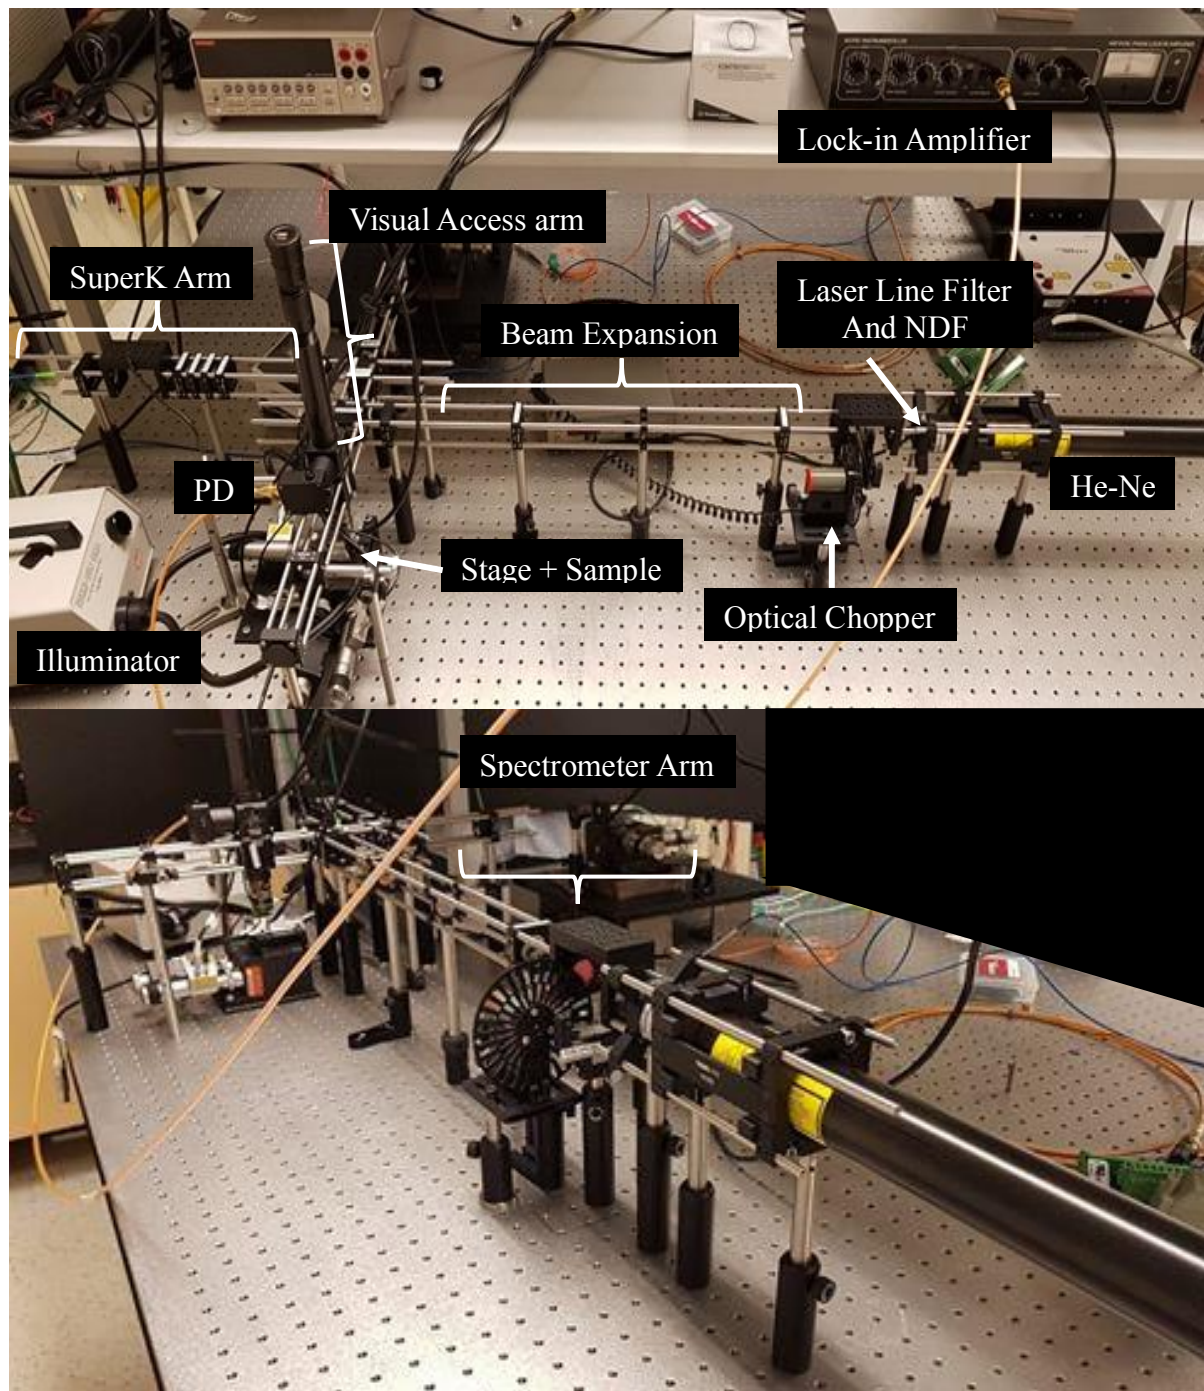 Lock-in Amplifier
Visual Access arm
SuperK Arm
Laser Line Filter
And NDF
Beam Expansion
PD
He-Ne
Stage + Sample
Optical Chopper
Illuminator
Spectrometer Arm